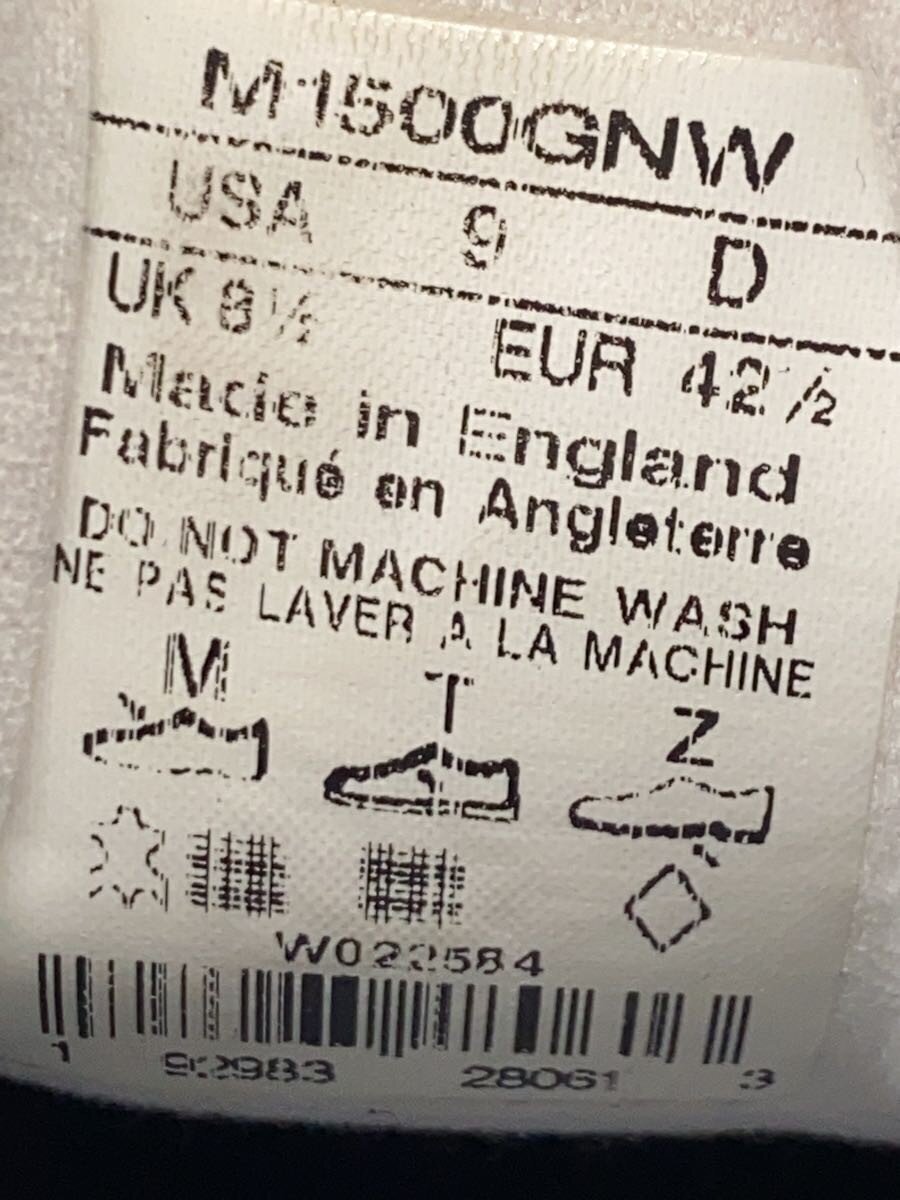 M1500GNW
USA 9 D
UK 8½ EUR 42½
Made in England
Fabriqué en Angleterre
DO NOT MACHINE WASH
NE PAS LAVER A LA MACHINE
M T Z
W022584
1 92983 28061 3